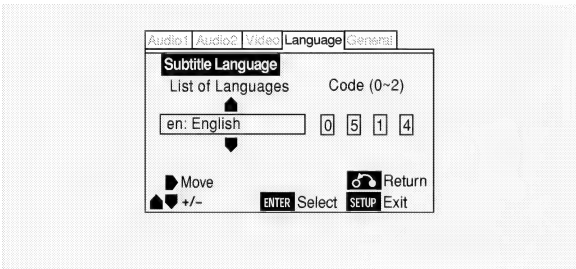 Audio1 Audio2 Video Language General
Subtitle Language
List of Languages Code (0~2)
en: English 0 5 1 4
Move Return
+/– ENTER Select SETUP Exit